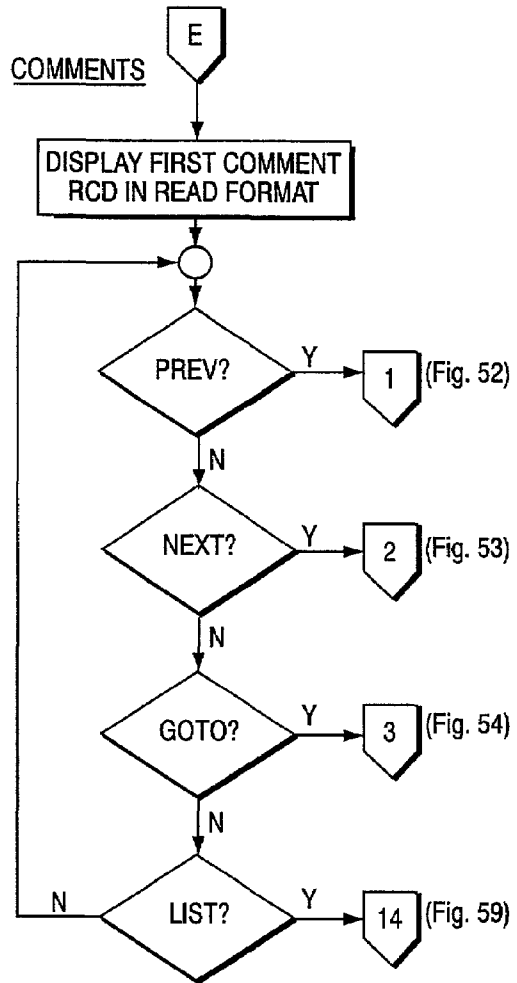 E
COMMENTS
DISPLAY FIRST COMMENT
RCD IN READ FORMAT
PREV?
Y
1
(Fig. 52)
N
NEXT?
Y
2
(Fig. 53)
N
GOTO?
Y
3
(Fig. 54)
N
LIST?
N
Y
14
(Fig. 59)